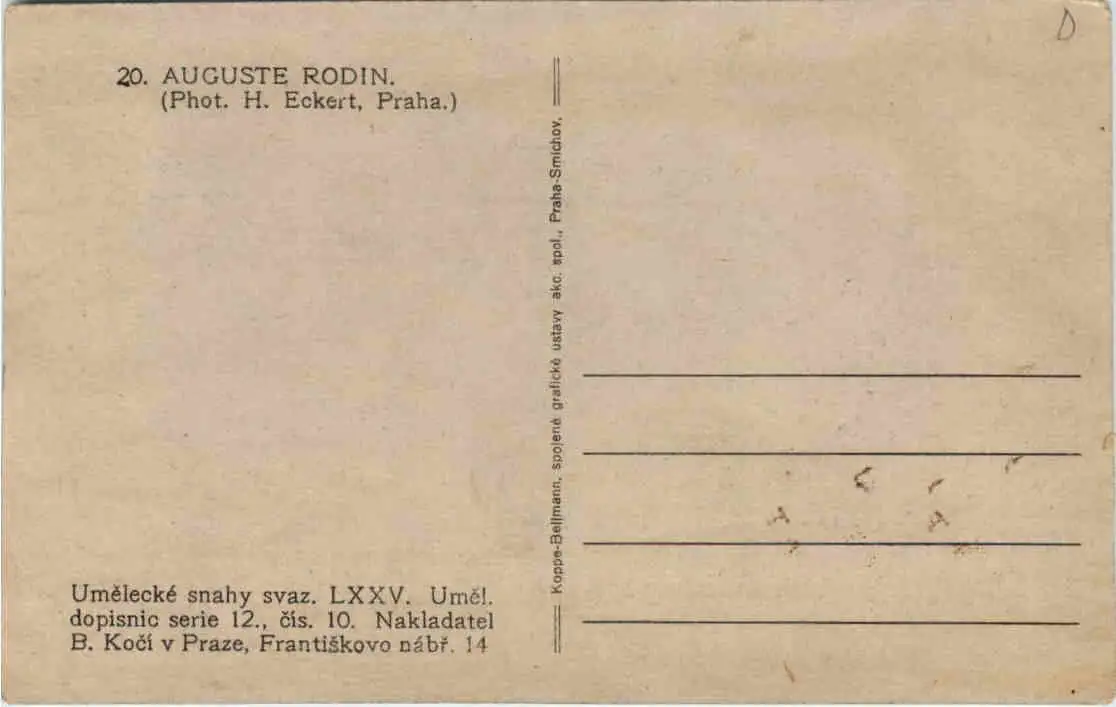 D
20. AUGUSTE RODIN.
(Phot. H. Eckert, Praha.)
Koppe-Bellmann, spojené grafické ústavy akc. spol., Praha-Smíchov.
Umělecké snahy svaz. LXXV. Uměl.
dopisnic serie 12., čís. 10. Nakladatel
B. Kočí v Praze, Františkovo nábř. 14